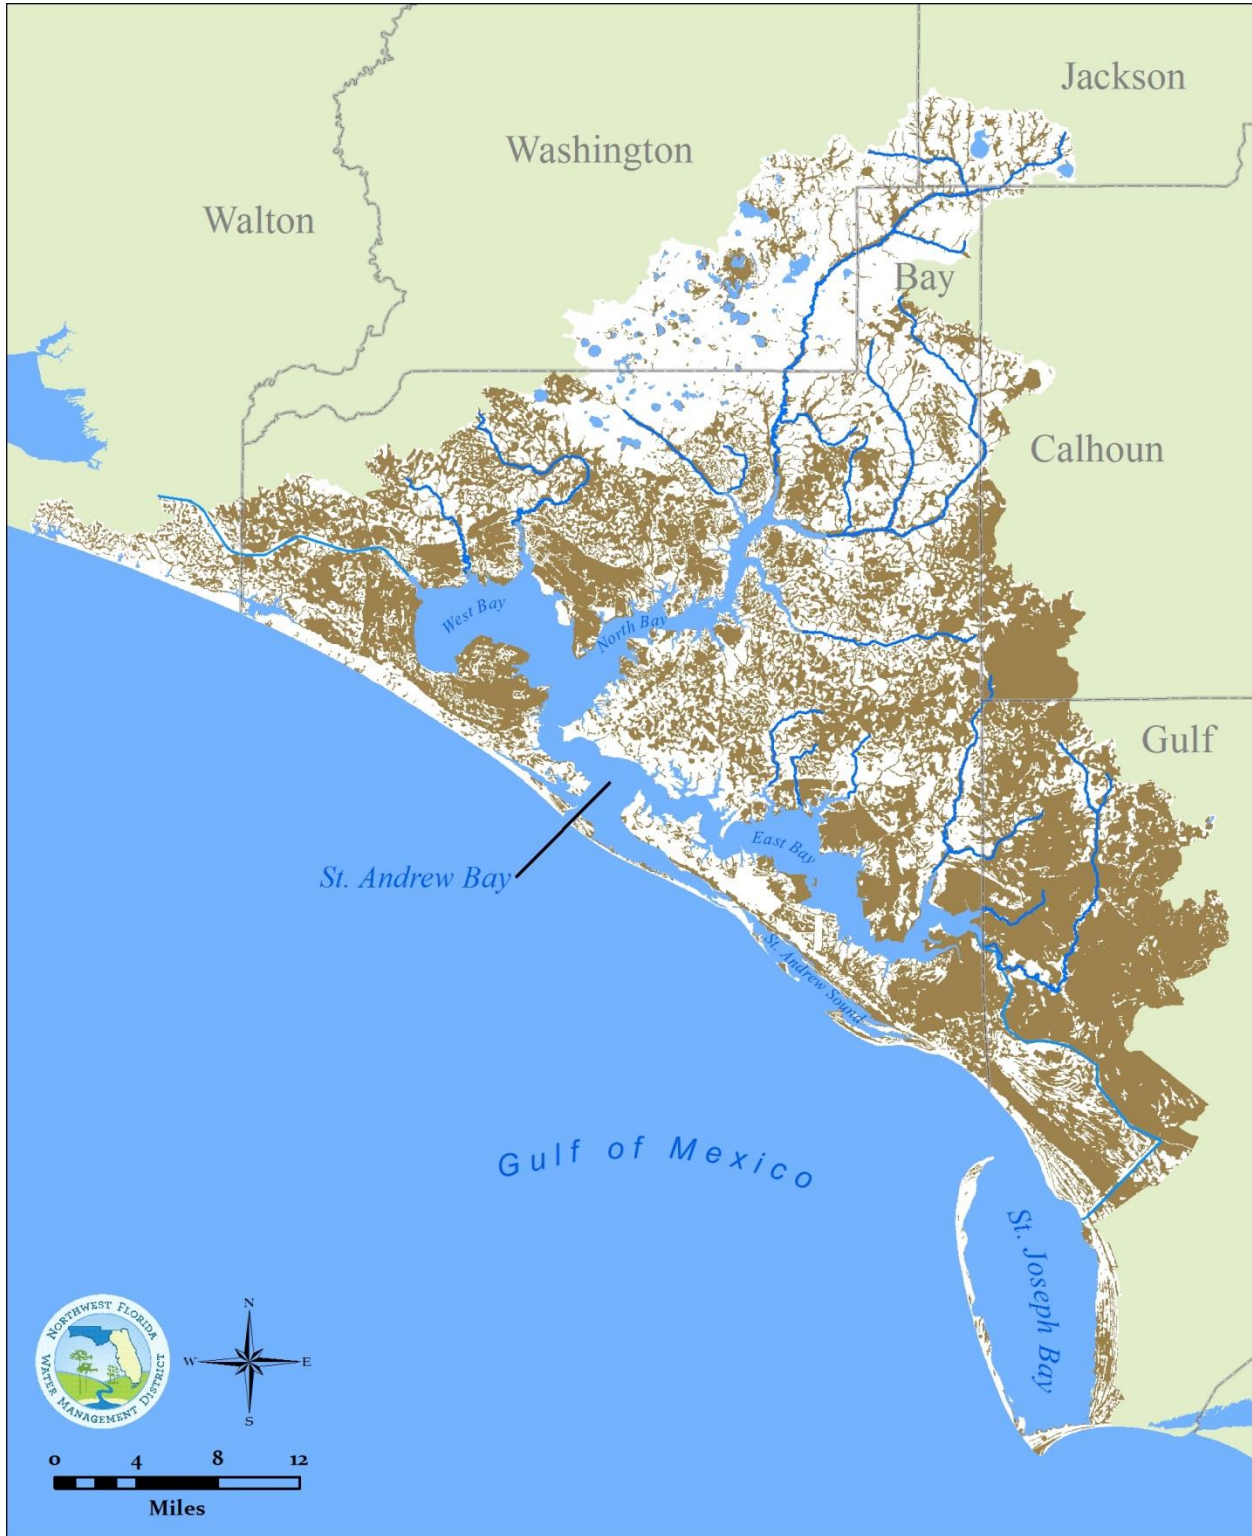 Jackson
Washington
Walton
Bay
Calhoun
West Bay
North Bay
Gulf
East Bay
St. Andrew Bay
St. Andrew Sound
Gulf of Mexico
St. Joseph Bay
NORTHWEST FLORIDA
WATER MANAGEMENT DISTRICT
N
W E
S
0 4 8 12
Miles